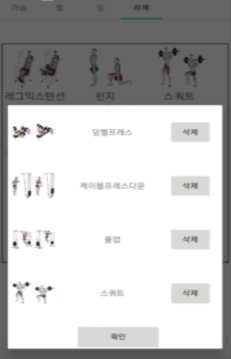 가슴 팔 등 하체
레그익스텐션 런지 스쿼트
덤벨프레스 삭제
케이블프레스다운 삭제
풀업 삭제
스쿼트 삭제
확인